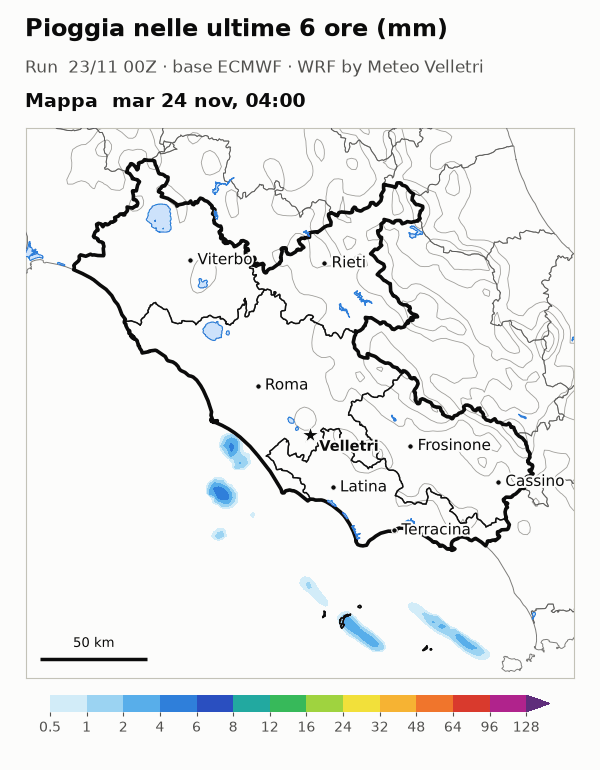 Pioggia nelle ultime 6 ore (mm)
Run  23/11 00Z · base ECMWF · WRF by Meteo Velletri
Mappa  mar 24 nov, 04:00
Viterbo
Rieti
Roma
Velletri
Frosinone
Latina
Cassino
Terracina
50 km
0.5 1 2 4 6 8 12 16 24 32 48 64 96 128